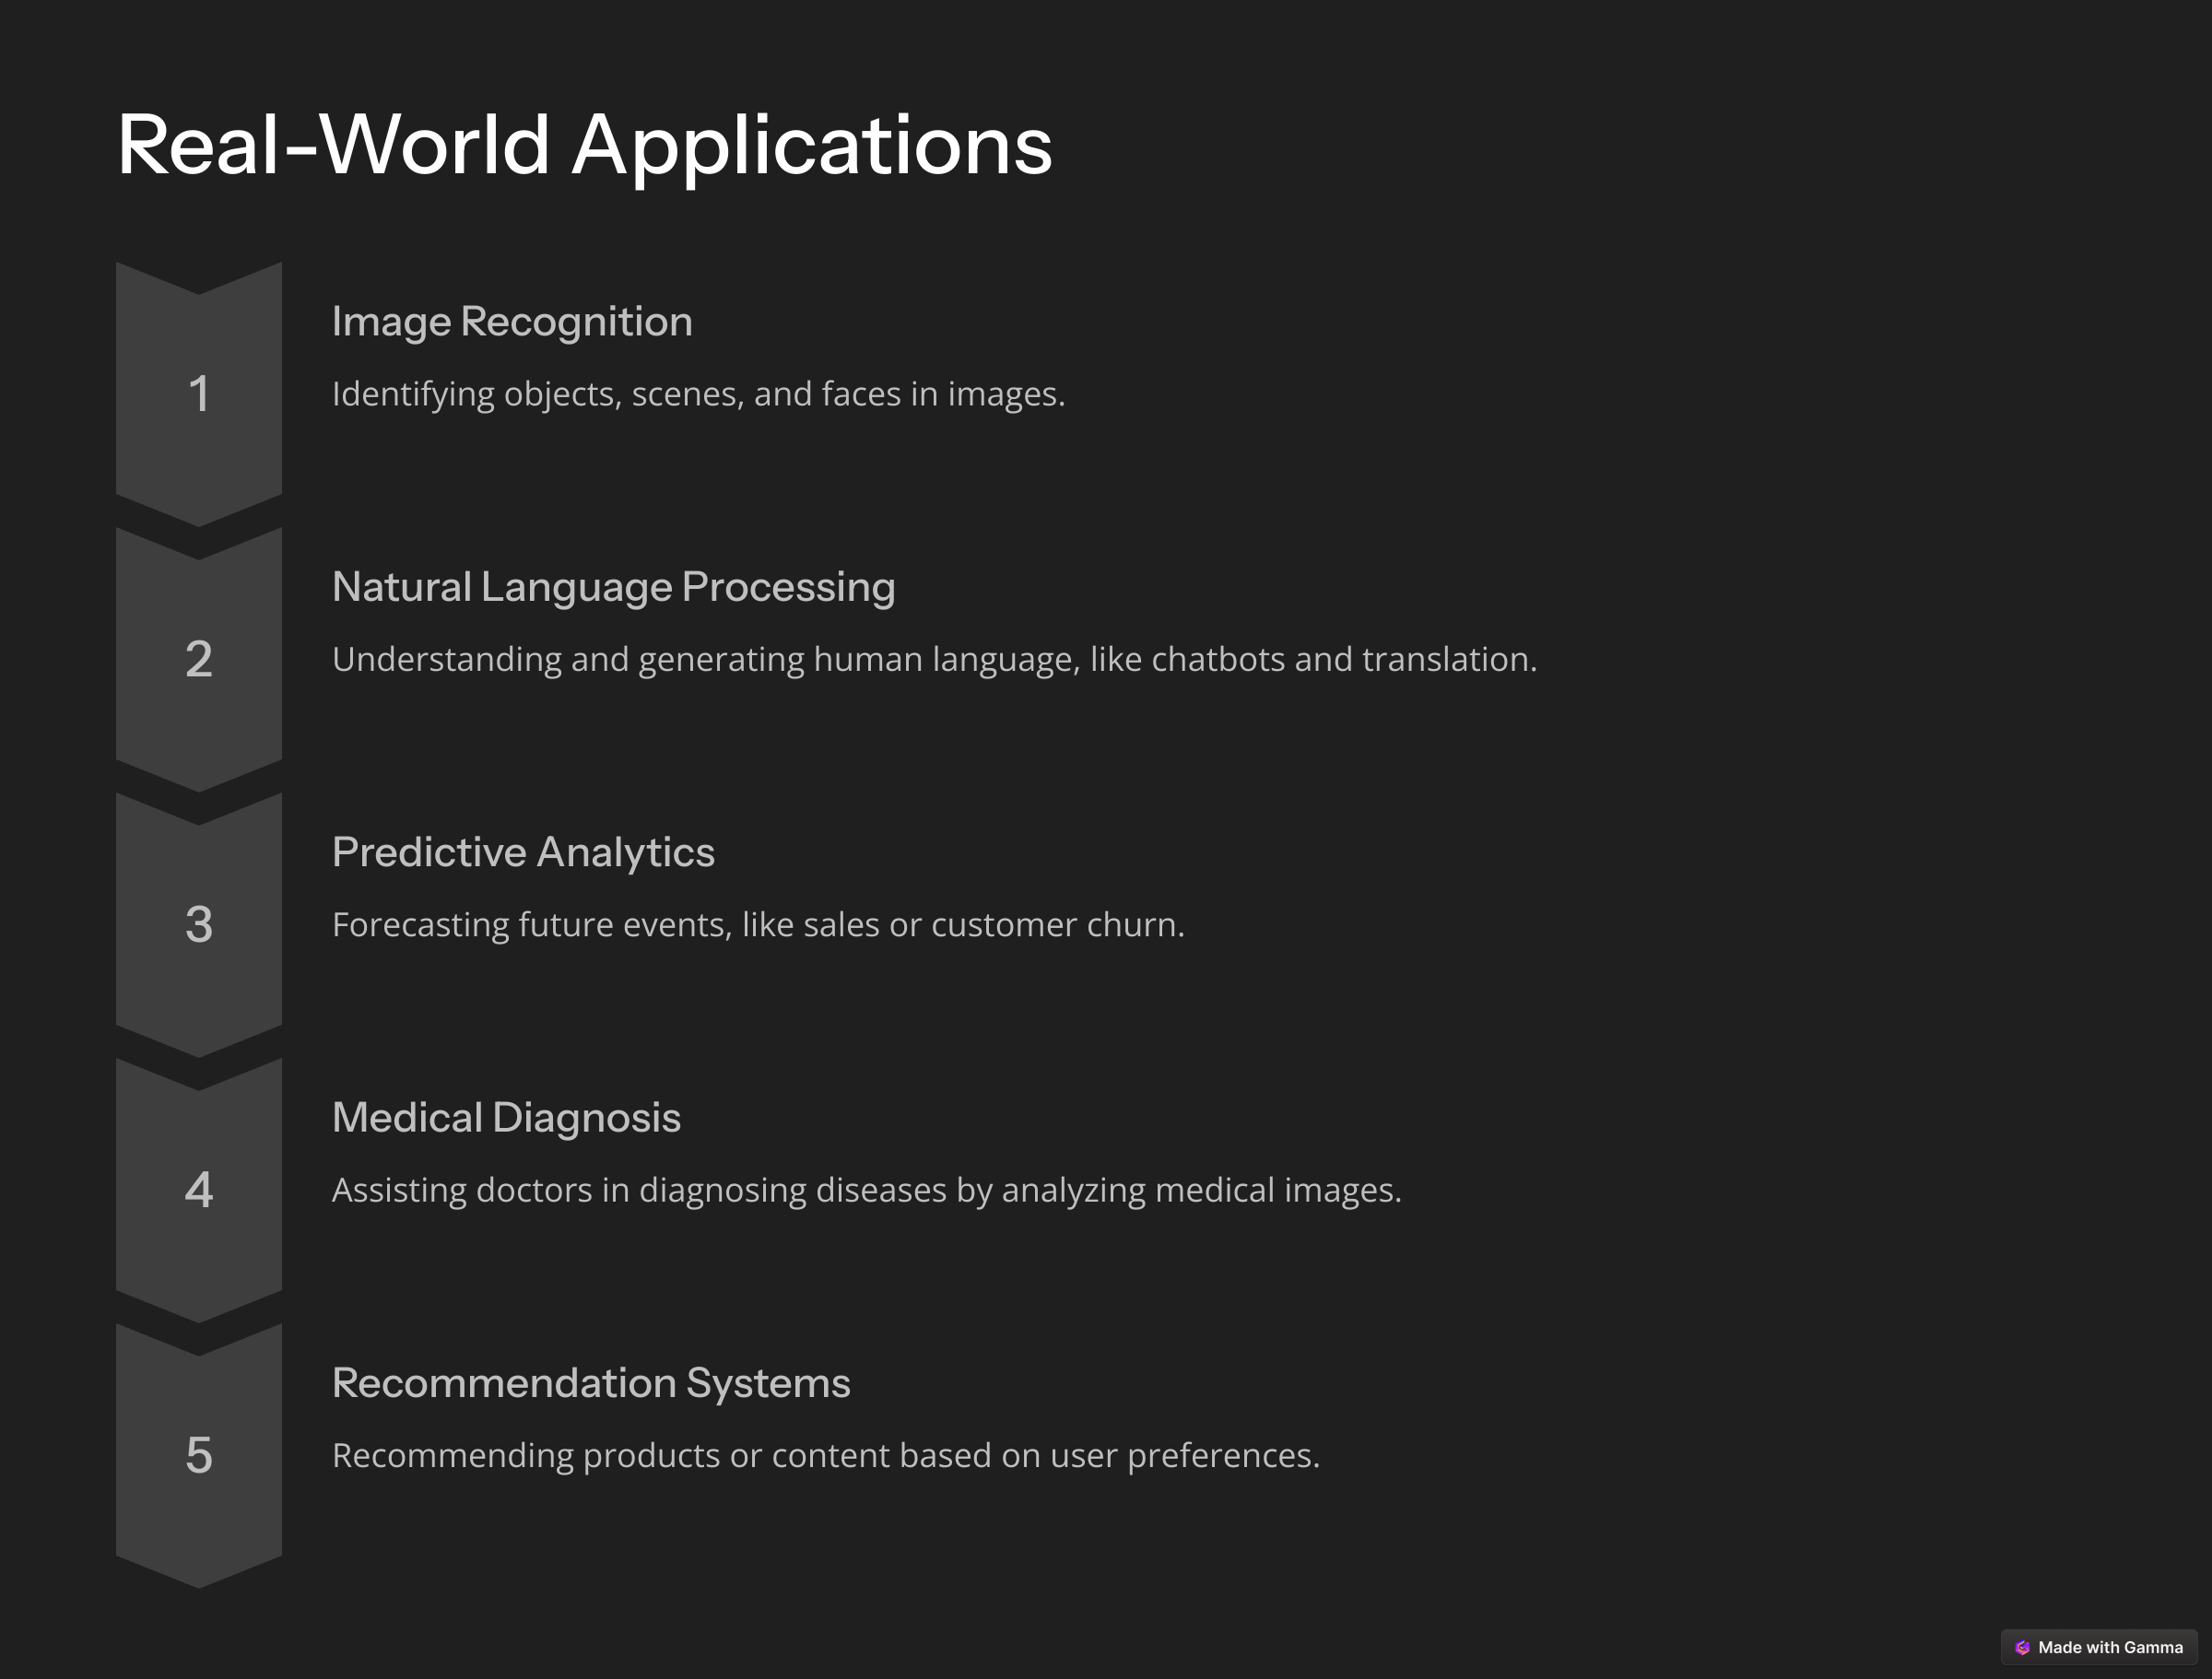 Real-World Applications
1
Image Recognition
Identifying objects, scenes, and faces in images.
2
Natural Language Processing
Understanding and generating human language, like chatbots and translation.
3
Predictive Analytics
Forecasting future events, like sales or customer churn.
4
Medical Diagnosis
Assisting doctors in diagnosing diseases by analyzing medical images.
5
Recommendation Systems
Recommending products or content based on user preferences.
Made with Gamma